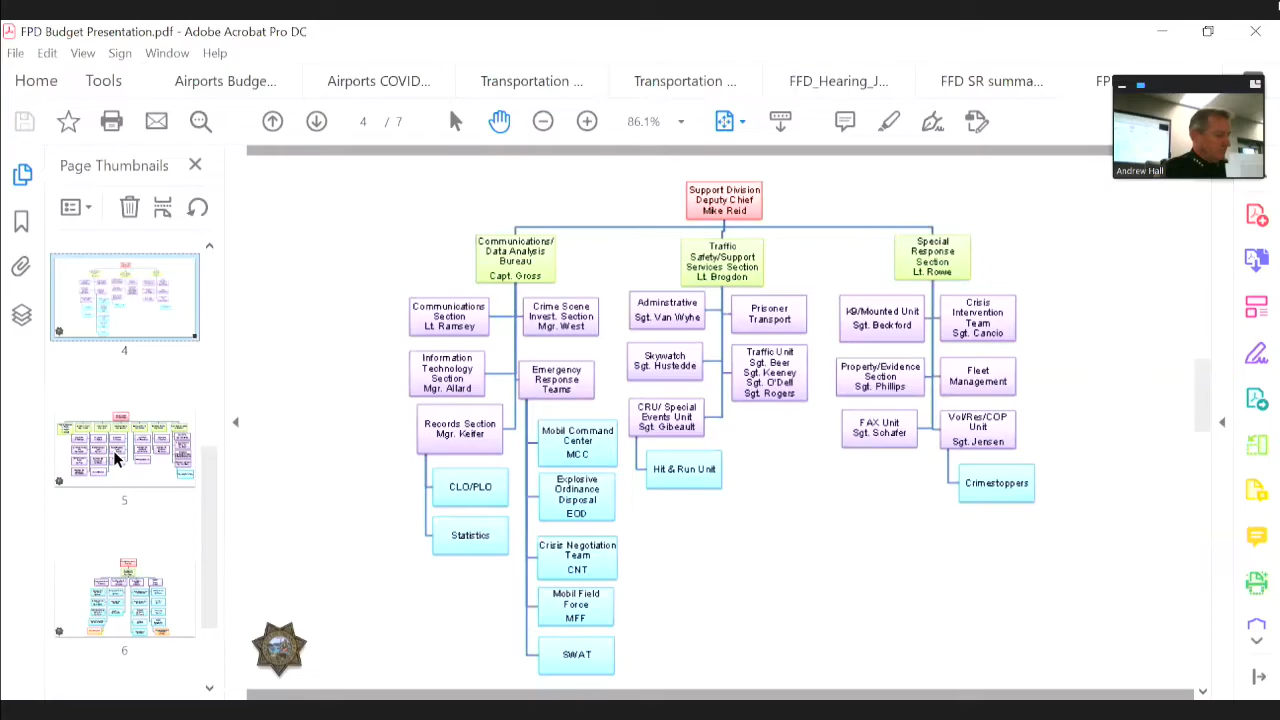 FPD Budget Presentation.pdf - Adobe Acrobat Pro DC
File Edit View Sign Window Help
Home Tools Airports Budge... Airports COVID... Transportation ... Transportation ... FFD_Hearing_J... FFD SR summa... FP
4 / 7 86.1%
Andrew Hall
Page Thumbnails
4
5
6
Support Division
Deputy Chief
Mike Reid
Communications/
Data Analysis
Bureau
Capt. Gross
Traffic
Safety/Support
Services Section
Lt. Brogdon
Special
Response
Section
Lt. Rowe
Communications
Section
Lt. Ramsey
Crime Scene
Invest. Section
Mgr. West
Information
Technology
Section
Mgr. Allard
Emergency
Response
Teams
Records Section
Mgr. Keifer
CLO/PLO
Statistics
Mobil Command
Center
MCC
Explosive
Ordinance
Disposal
EOD
Crisis Negotiation
Team
CNT
Mobil Field
Force
MFF
SWAT
Adminstrative
Sgt. Van Wyhe
Prisoner
Transport
Skywatch
Sgt. Hustedde
Traffic Unit
Sgt. Beer
Sgt. Keeney
Sgt. O'Dell
Sgt. Rogers
CRU/ Special
Events Unit
Sgt. Gibeault
Hit & Run Unit
K9/Mounted Unit
Sgt. Beckford
Crisis
Intervention
Team
Sgt. Cancio
Property/Evidence
Section
Sgt. Phillips
Fleet
Management
FAX Unit
Sgt. Schafer
Vol/Res/COP
Unit
Sgt. Jensen
Crimestoppers